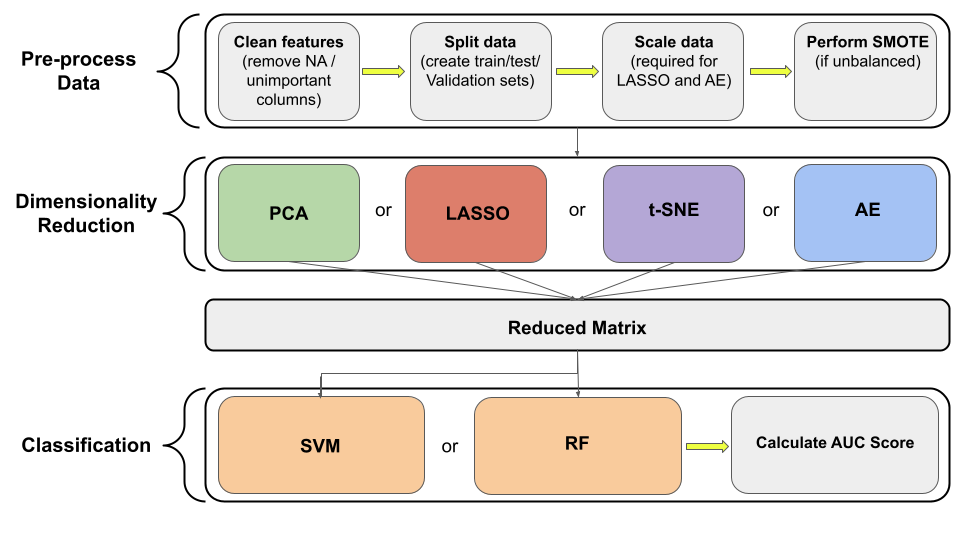 Pre-process
Data
Clean features
(remove NA /
unimportant
columns)
Split data
(create train/test/
Validation sets)
Scale data
(required for
LASSO and AE)
Perform SMOTE
(if unbalanced)
Dimensionality
Reduction
PCA
or
LASSO
or
t-SNE
or
AE
Reduced Matrix
Classification
SVM
or
RF
Calculate AUC Score